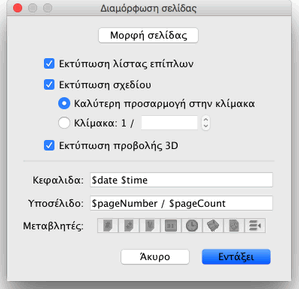 Διαμόρφωση σελίδας
Μορφή σελίδας
Εκτύπωση λίστας επίπλων
Εκτύπωση σχεδίου
Καλύτερη προσαρμογή στην κλίμακα
Κλίμακα: 1 /
Εκτύπωση προβολής 3D
Κεφαλιδα: $date $time
Υποσέλιδο: $pageNumber / $pageCount
Μεταβλητές:
Άκυρο Εντάξει